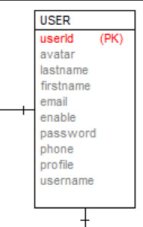 USER
userId (PK)
avatar
lastname
firstname
email
enable
password
phone
profile
username